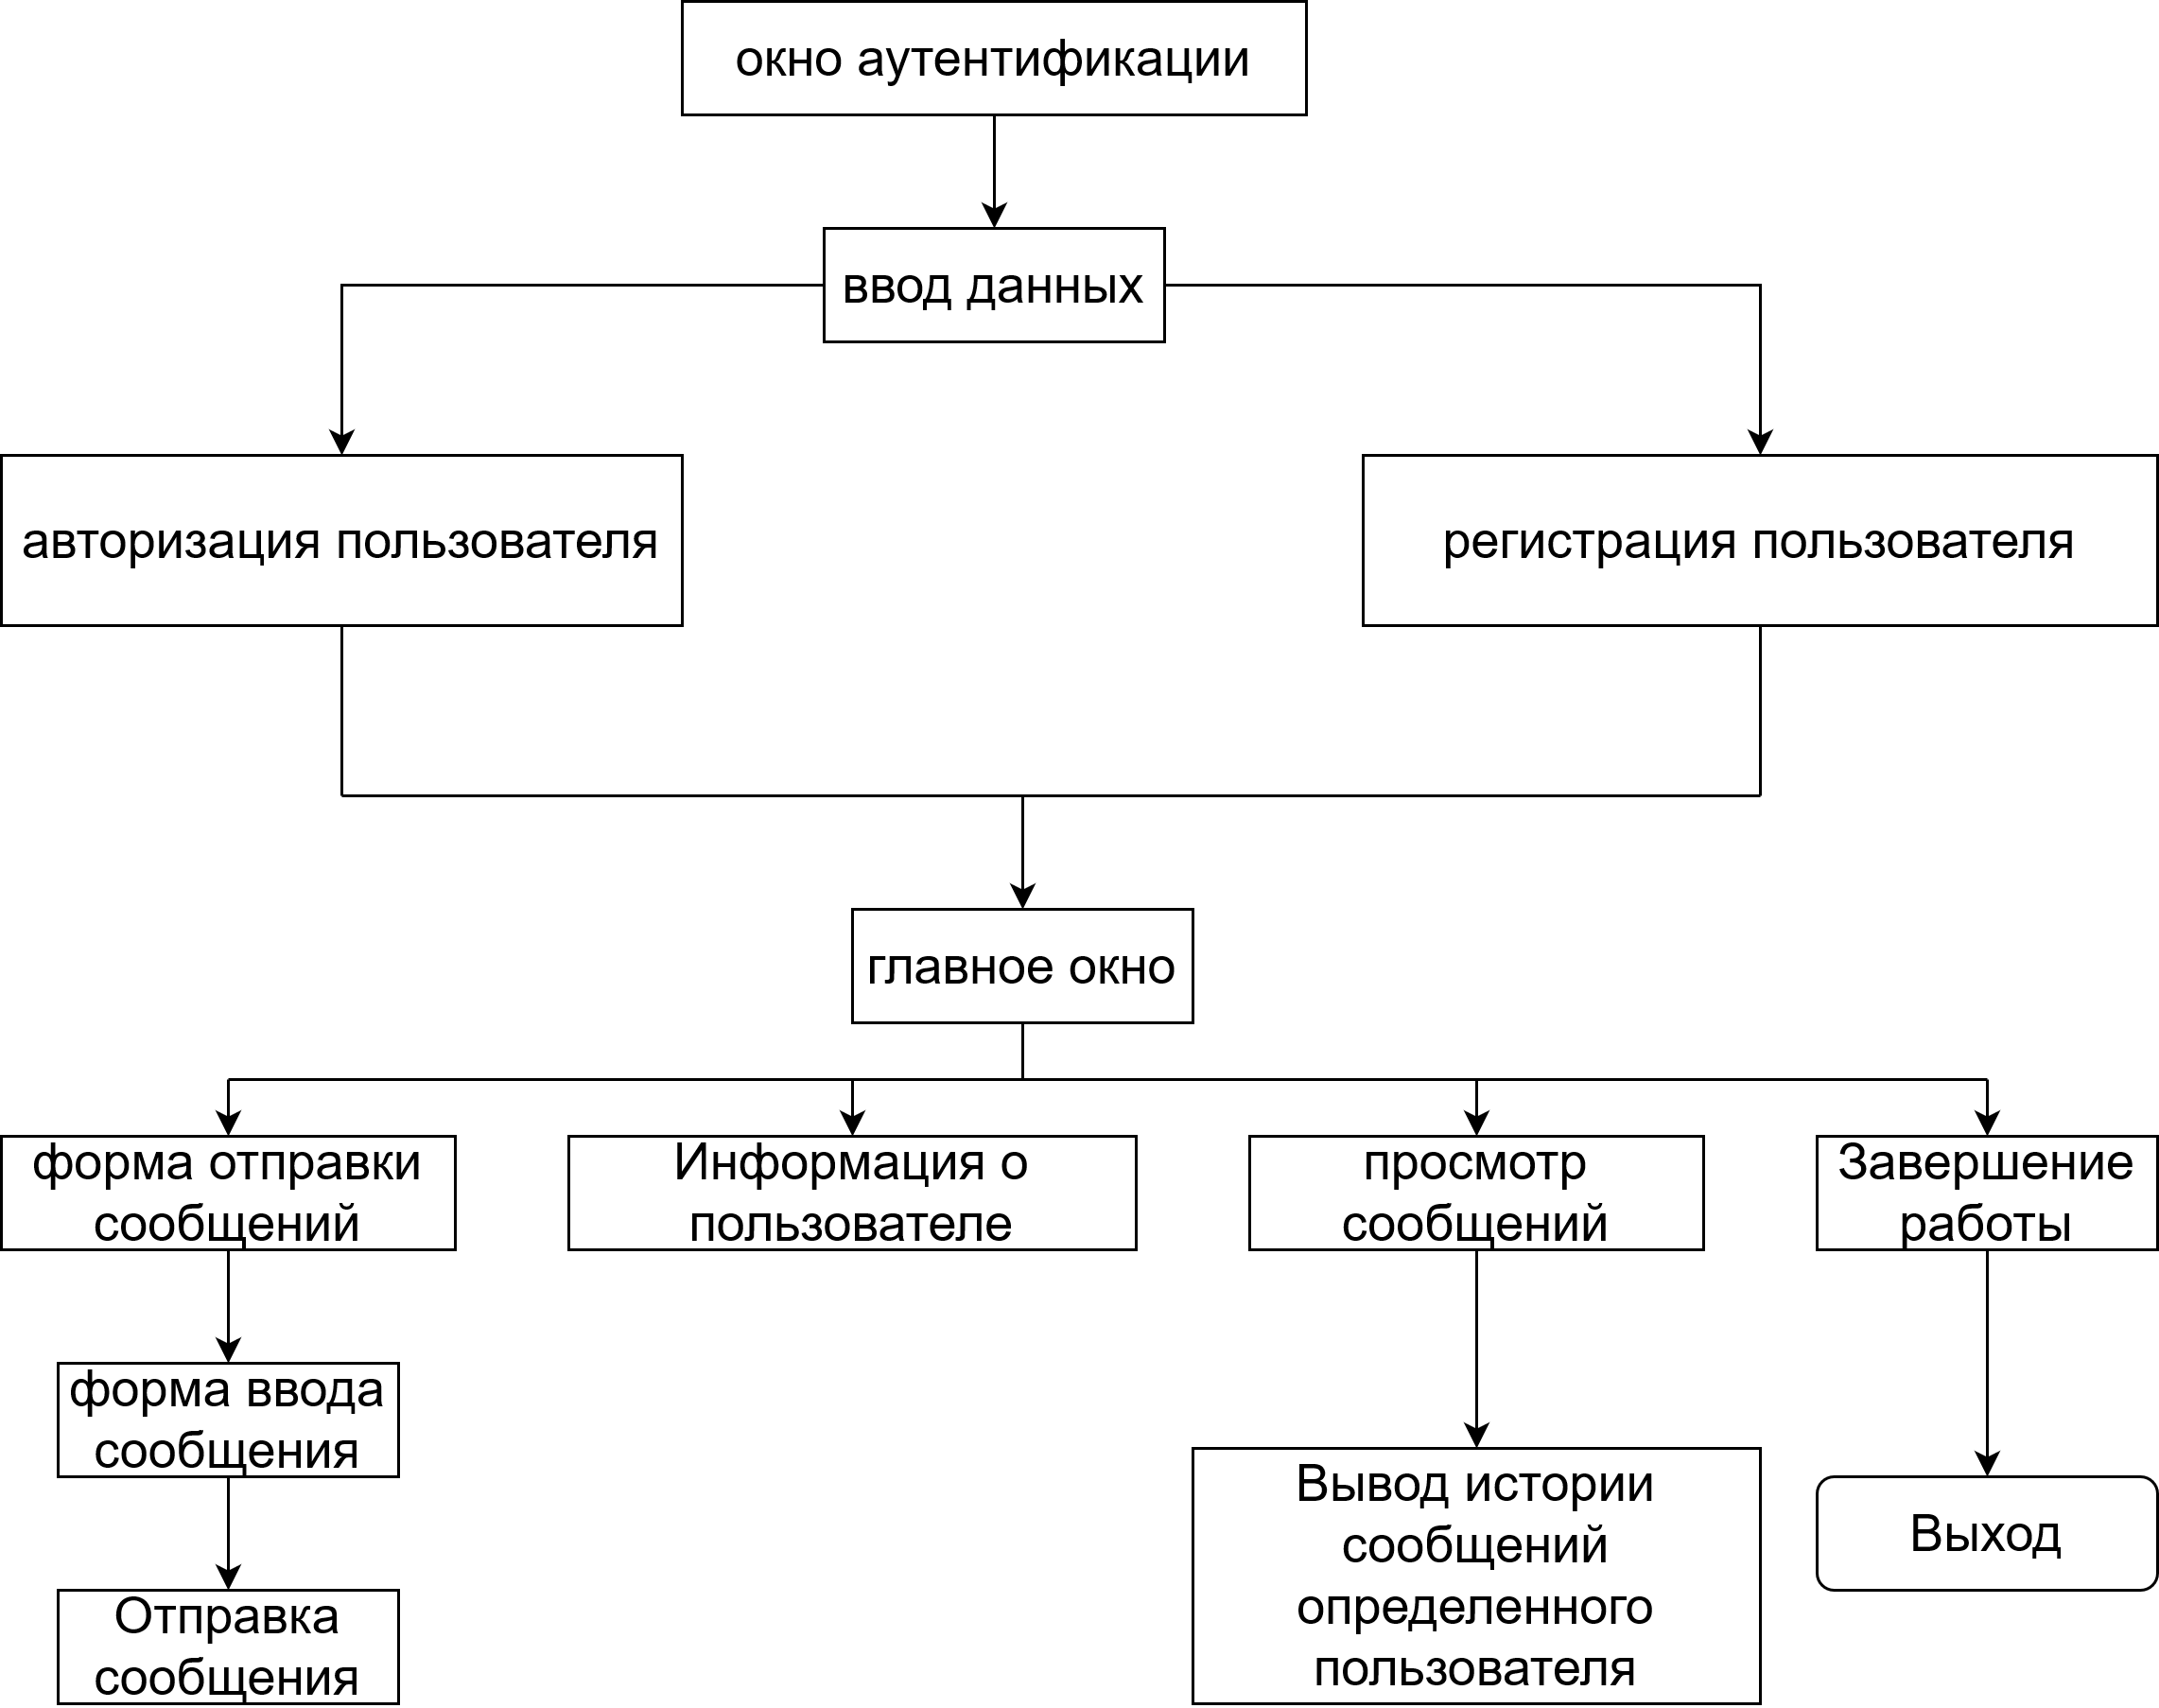 окно аутентификации
ввод данных
авторизация пользователя
регистрация пользователя
главное окно
форма отправки
сообщений
Информация о
пользователе
просмотр
сообщений
Завершение
работы
форма ввода
сообщения
Отправка
сообщения
Вывод истории
сообщений
определенного
пользователя
Выход